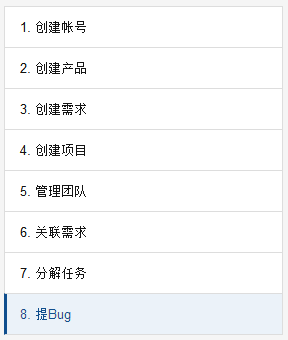 1. 创建帐号
2. 创建产品
3. 创建需求
4. 创建项目
5. 管理团队
6. 关联需求
7. 分解任务
8. 提Bug